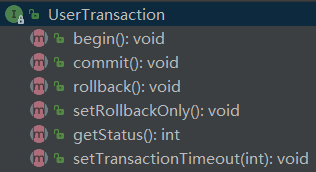 UserTransaction
begin(): void
commit(): void
rollback(): void
setRollbackOnly(): void
getStatus(): int
setTransactionTimeout(int): void